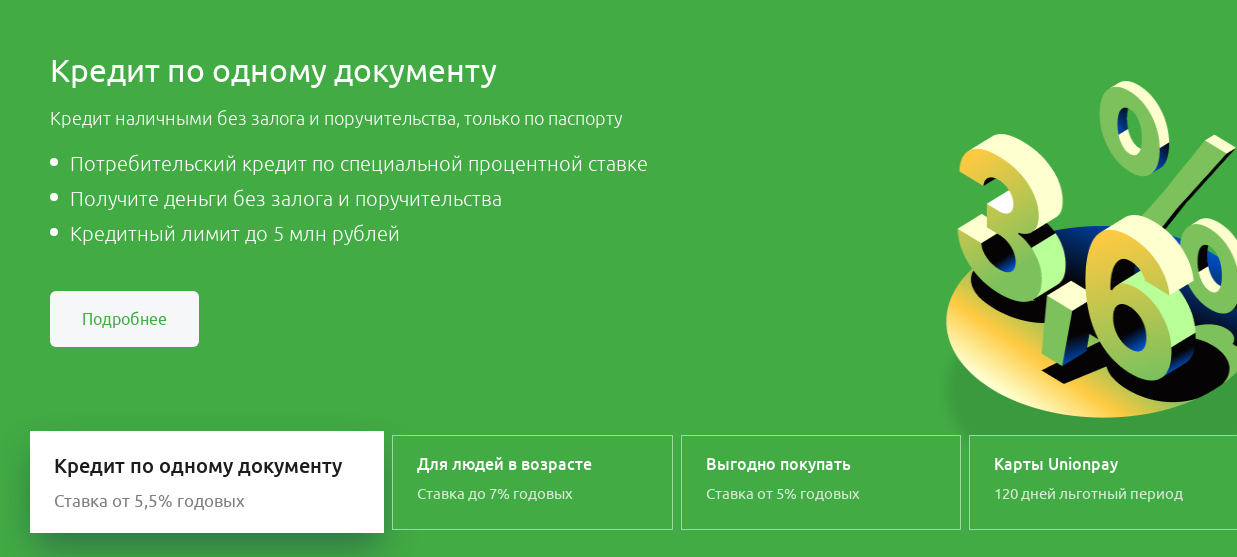 Кредит по одному документу
Кредит наличными без залога и поручительства, только по паспорту
Потребительский кредит по специальной процентной ставке
Получите деньги без залога и поручительства
Кредитный лимит до 5 млн рублей
3,6%
Подробнее
Кредит по одному документу
Ставка от 5,5% годовых
Для людей в возрасте
Ставка до 7% годовых
Выгодно покупать
Ставка от 5% годовых
Карты Unionpay
120 дней льготный период